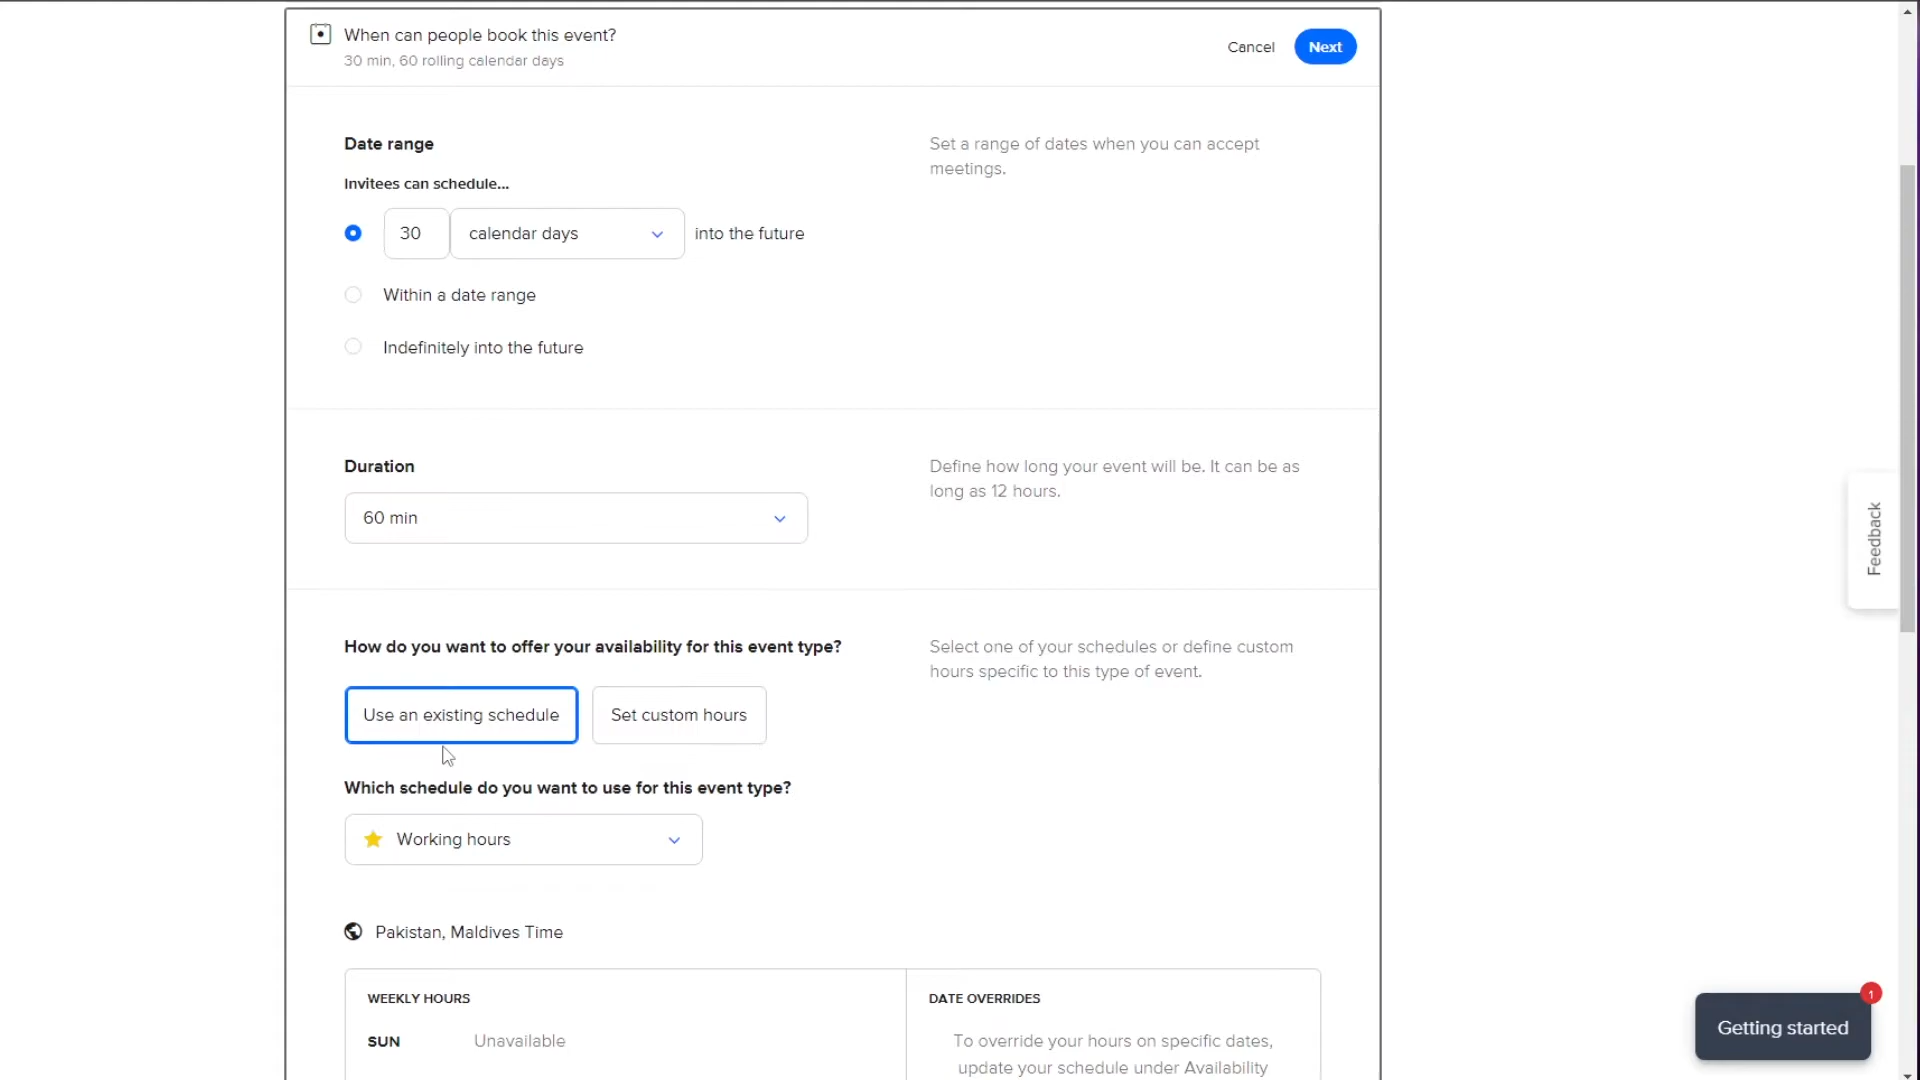 When can people book this event?
30 min, 60 rolling calendar days
Cancel
Next
Date range
Set a range of dates when you can accept
meetings.
Invitees can schedule...
30 calendar days into the future
Within a date range
Indefinitely into the future
Duration
Define how long your event will be. It can be as
long as 12 hours.
60 min
Feedback
How do you want to offer your availability for this event type?
Select one of your schedules or define custom
hours specific to this type of event.
Use an existing schedule
Set custom hours
Which schedule do you want to use for this event type?
Working hours
Pakistan, Maldives Time
WEEKLY HOURS
DATE OVERRIDES
SUN Unavailable
To override your hours on specific dates,
update your schedule under Availability
1
Getting started